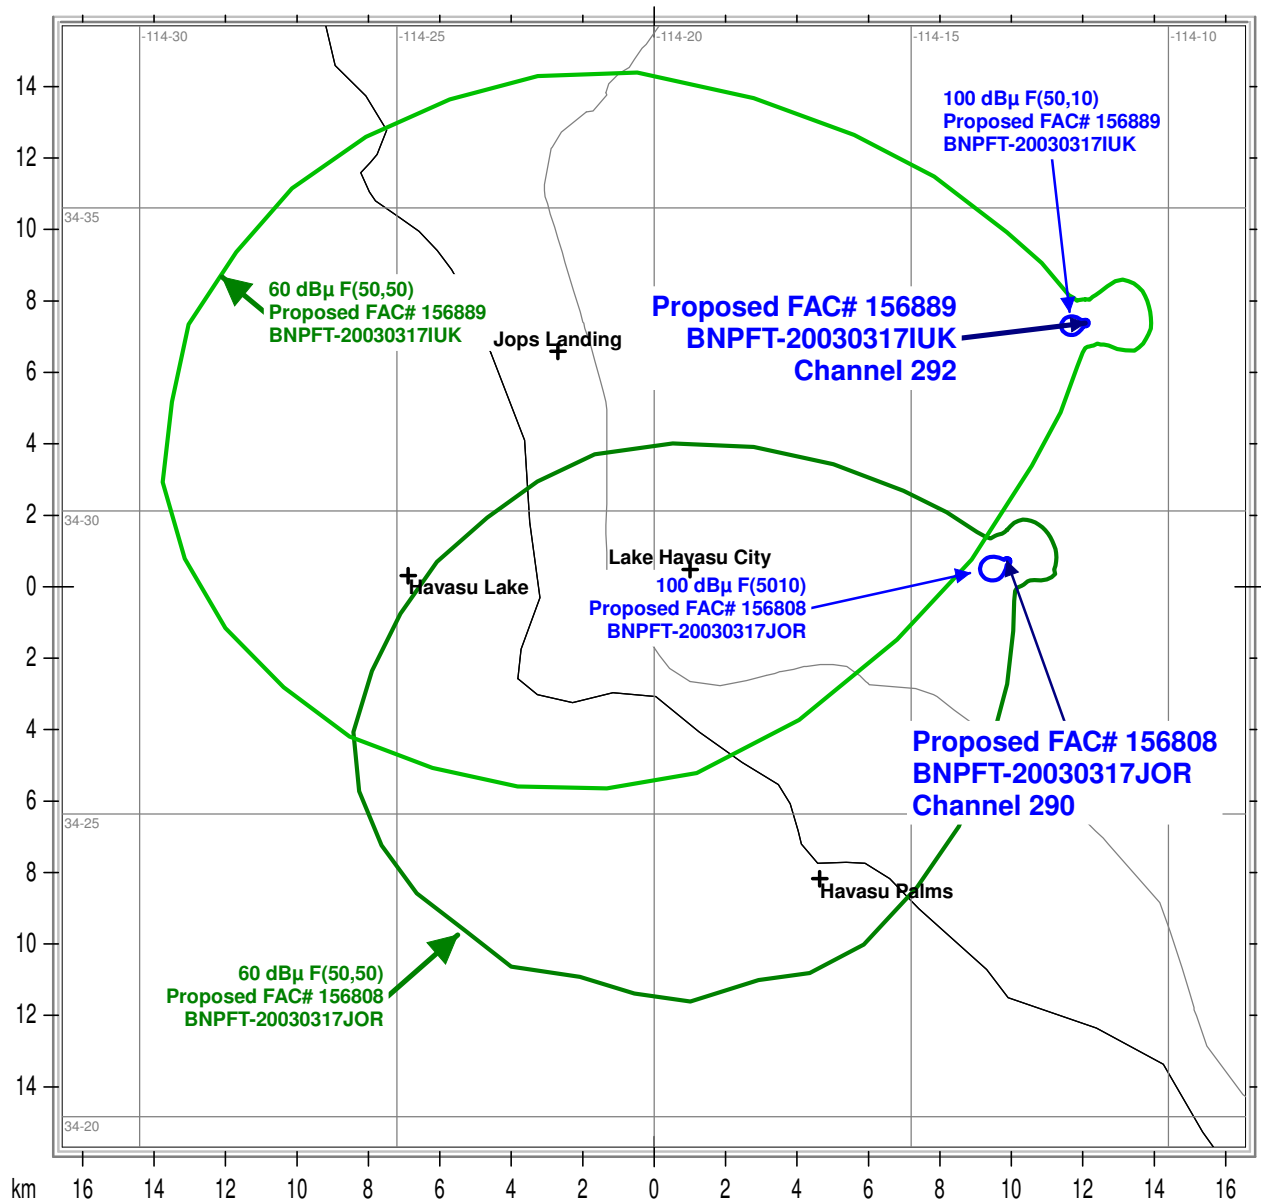 -114-30
-114-25
-114-20
-114-15
-114-10
14
100 dBµ F(50,10)
Proposed FAC# 156889
BNPFT-20030317IUK
12
34-35
10
8
60 dBµ F(50,50)
Proposed FAC# 156889
BNPFT-20030317IUK
Proposed FAC# 156889
BNPFT-20030317IUK
Channel 292
Jops Landing
6
4
2
34-30
Lake Havasu City
0
Havasu Lake
100 dBµ F(5010)
Proposed FAC# 156808
BNPFT-20030317JOR
2
4
Proposed FAC# 156808
BNPFT-20030317JOR
Channel 290
6
34-25
8
Havasu Palms
10
60 dBµ F(50,50)
Proposed FAC# 156808
BNPFT-20030317JOR
12
14
34-20
km 16 14 12 10 8 6 4 2 0 2 4 6 8 10 12 14 16